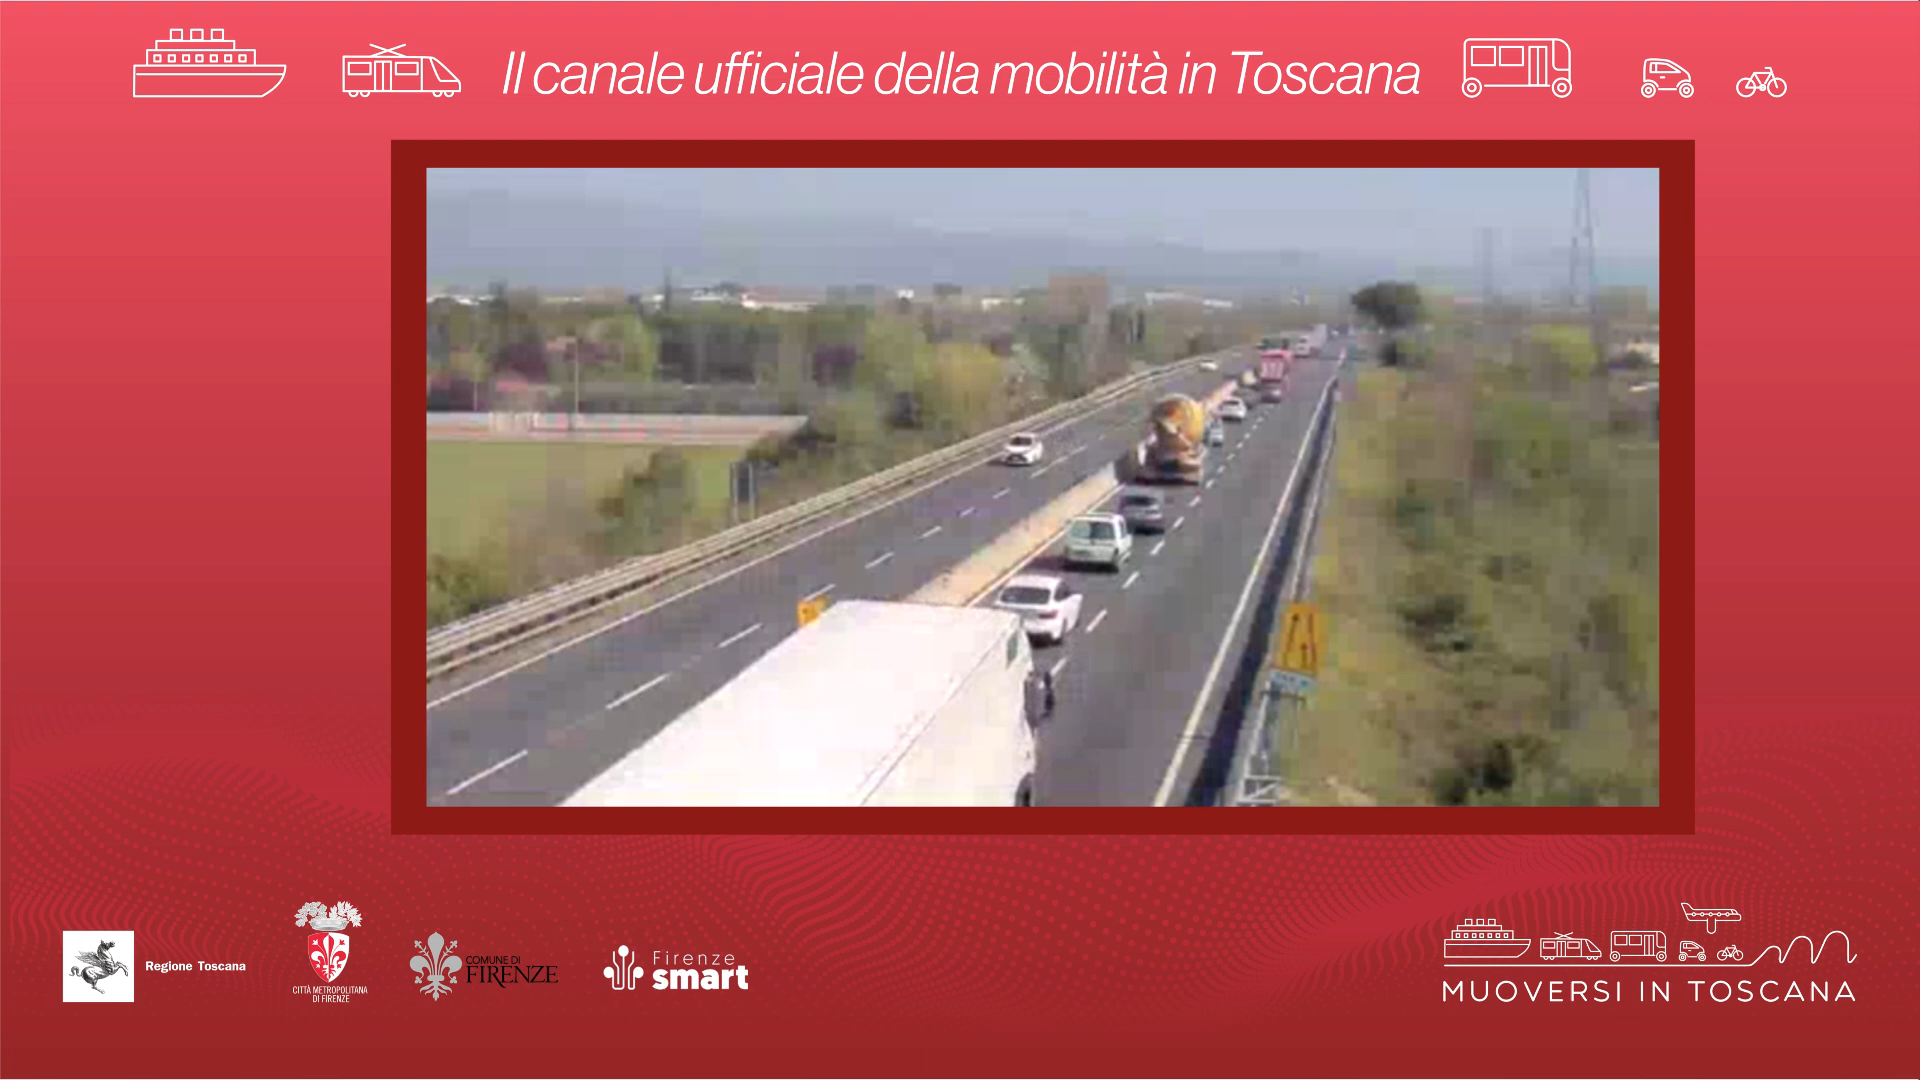 Il canale ufficiale della mobilità in Toscana
Regione Toscana
CITTÀ METROPOLITANA
DI FIRENZE
COMUNE DI
FIRENZE
Firenze
smart
MUOVERSI IN TOSCANA